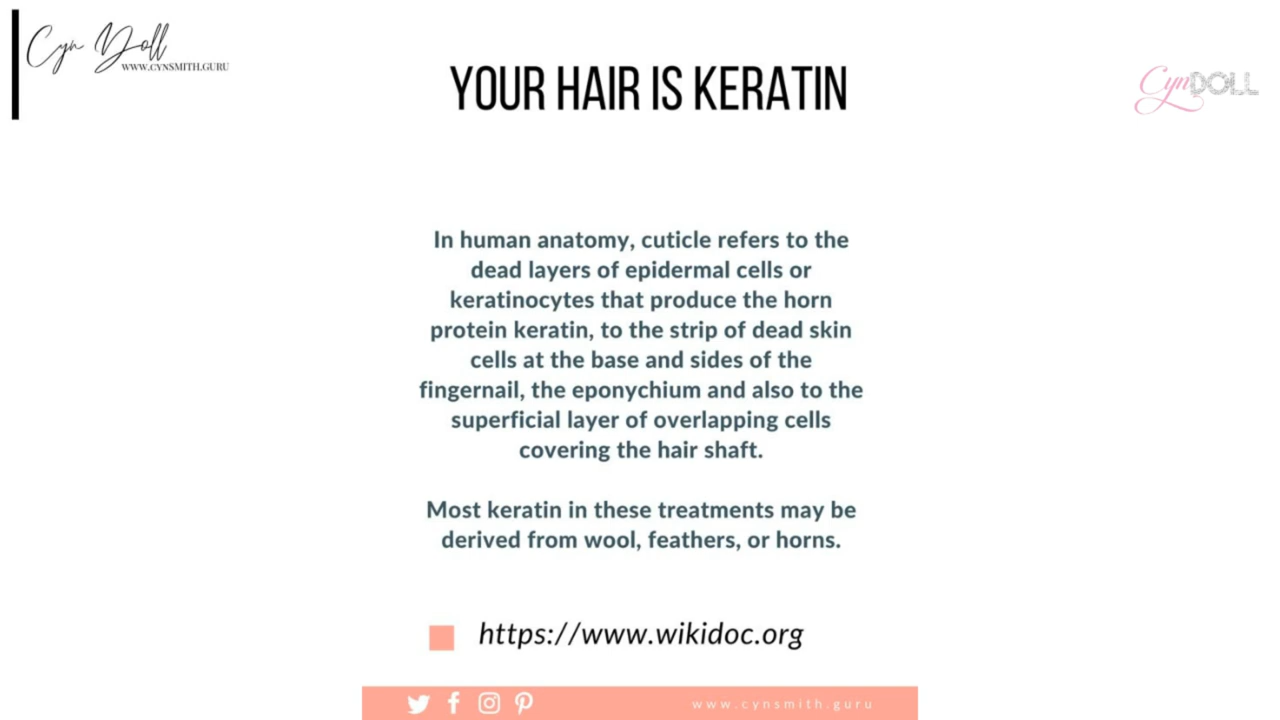 Cyn Doll
WWW.CYNSMITH.GURU
YOUR HAIR IS KERATIN
CynDOLL
In human anatomy, cuticle refers to the
dead layers of epidermal cells or
keratinocytes that produce the horn
protein keratin, to the strip of dead skin
cells at the base and sides of the
fingernail, the eponychium and also to the
superficial layer of overlapping cells
covering the hair shaft.
Most keratin in these treatments may be
derived from wool, feathers, or horns.
https://www.wikidoc.org
www.cynsmith.guru